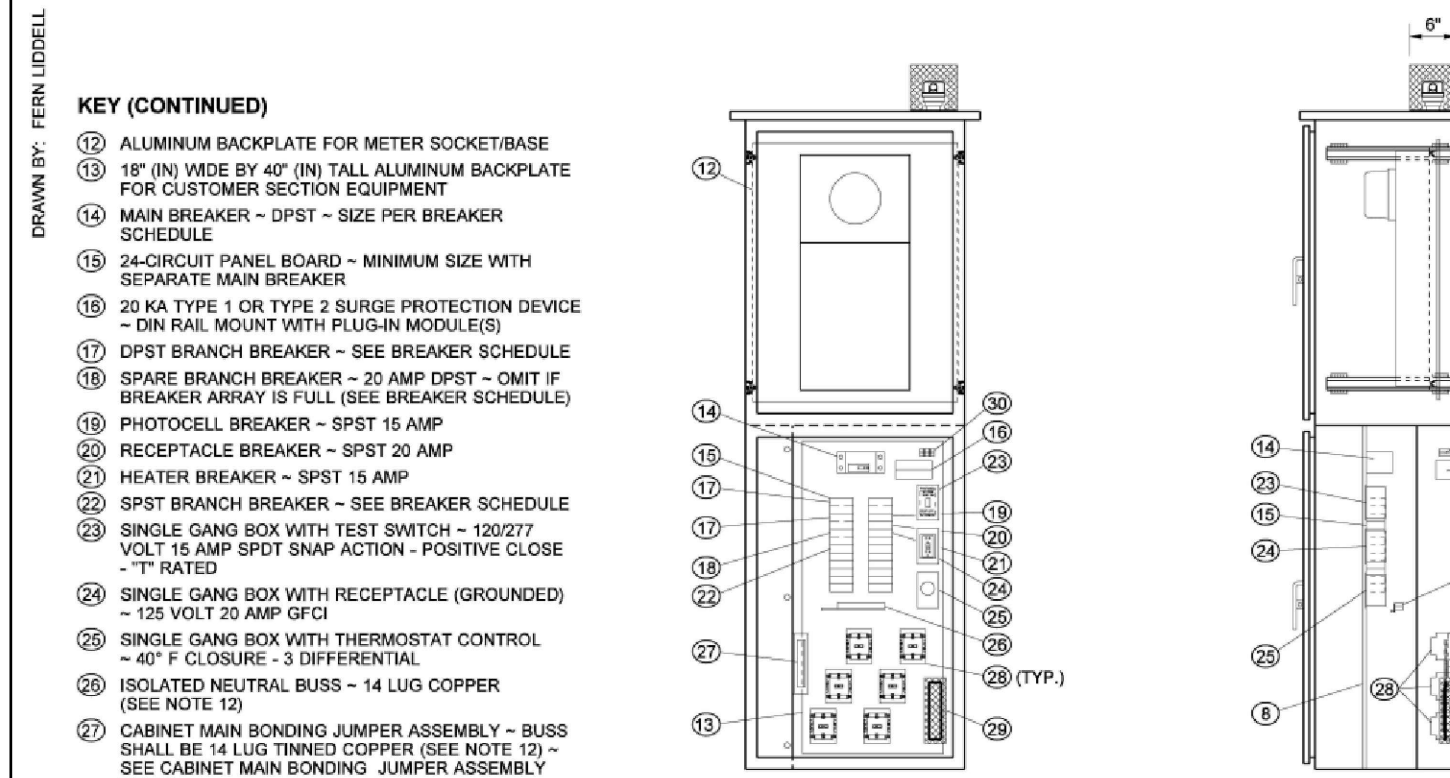 DRAWN BY: FERN LIDDELL
KEY (CONTINUED)
12 ALUMINUM BACKPLATE FOR METER SOCKET/BASE
13 18" (IN) WIDE BY 40" (IN) TALL ALUMINUM BACKPLATE
FOR CUSTOMER SECTION EQUIPMENT
14 MAIN BREAKER ~ DPST ~ SIZE PER BREAKER
SCHEDULE
15 24-CIRCUIT PANEL BOARD ~ MINIMUM SIZE WITH
SEPARATE MAIN BREAKER
16 20 KA TYPE 1 OR TYPE 2 SURGE PROTECTION DEVICE
~ DIN RAIL MOUNT WITH PLUG-IN MODULE(S)
17 DPST BRANCH BREAKER ~ SEE BREAKER SCHEDULE
18 SPARE BRANCH BREAKER ~ 20 AMP DPST ~ OMIT IF
BREAKER ARRAY IS FULL (SEE BREAKER SCHEDULE)
19 PHOTOCELL BREAKER ~ SPST 15 AMP
20 RECEPTACLE BREAKER ~ SPST 20 AMP
21 HEATER BREAKER ~ SPST 15 AMP
22 SPST BRANCH BREAKER ~ SEE BREAKER SCHEDULE
23 SINGLE GANG BOX WITH TEST SWITCH ~ 120/277
VOLT 15 AMP SPDT SNAP ACTION - POSITIVE CLOSE
- "T" RATED
24 SINGLE GANG BOX WITH RECEPTACLE (GROUNDED)
~ 125 VOLT 20 AMP GFCI
25 SINGLE GANG BOX WITH THERMOSTAT CONTROL
~ 40° F CLOSURE - 3 DIFFERENTIAL
26 ISOLATED NEUTRAL BUSS ~ 14 LUG COPPER
(SEE NOTE 12)
27 CABINET MAIN BONDING JUMPER ASSEMBLY ~ BUSS
SHALL BE 14 LUG TINNED COPPER (SEE NOTE 12) ~
SEE CABINET MAIN BONDING JUMPER ASSEMBLY
12
14
15
17
17
18
22
27
13
30
16
23
19
20
21
24
25
26
28 (TYP.)
29
6"
14
23
15
24
25
28
8